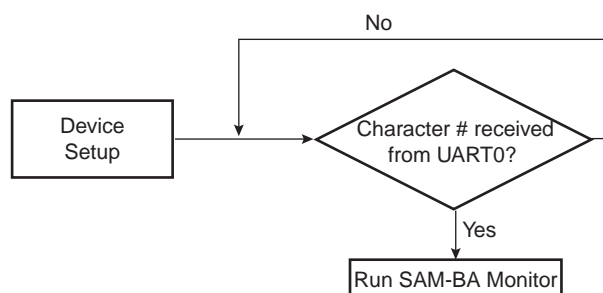 No
Device
Setup
Character # received
from UART0?
Yes
Run SAM-BA Monitor